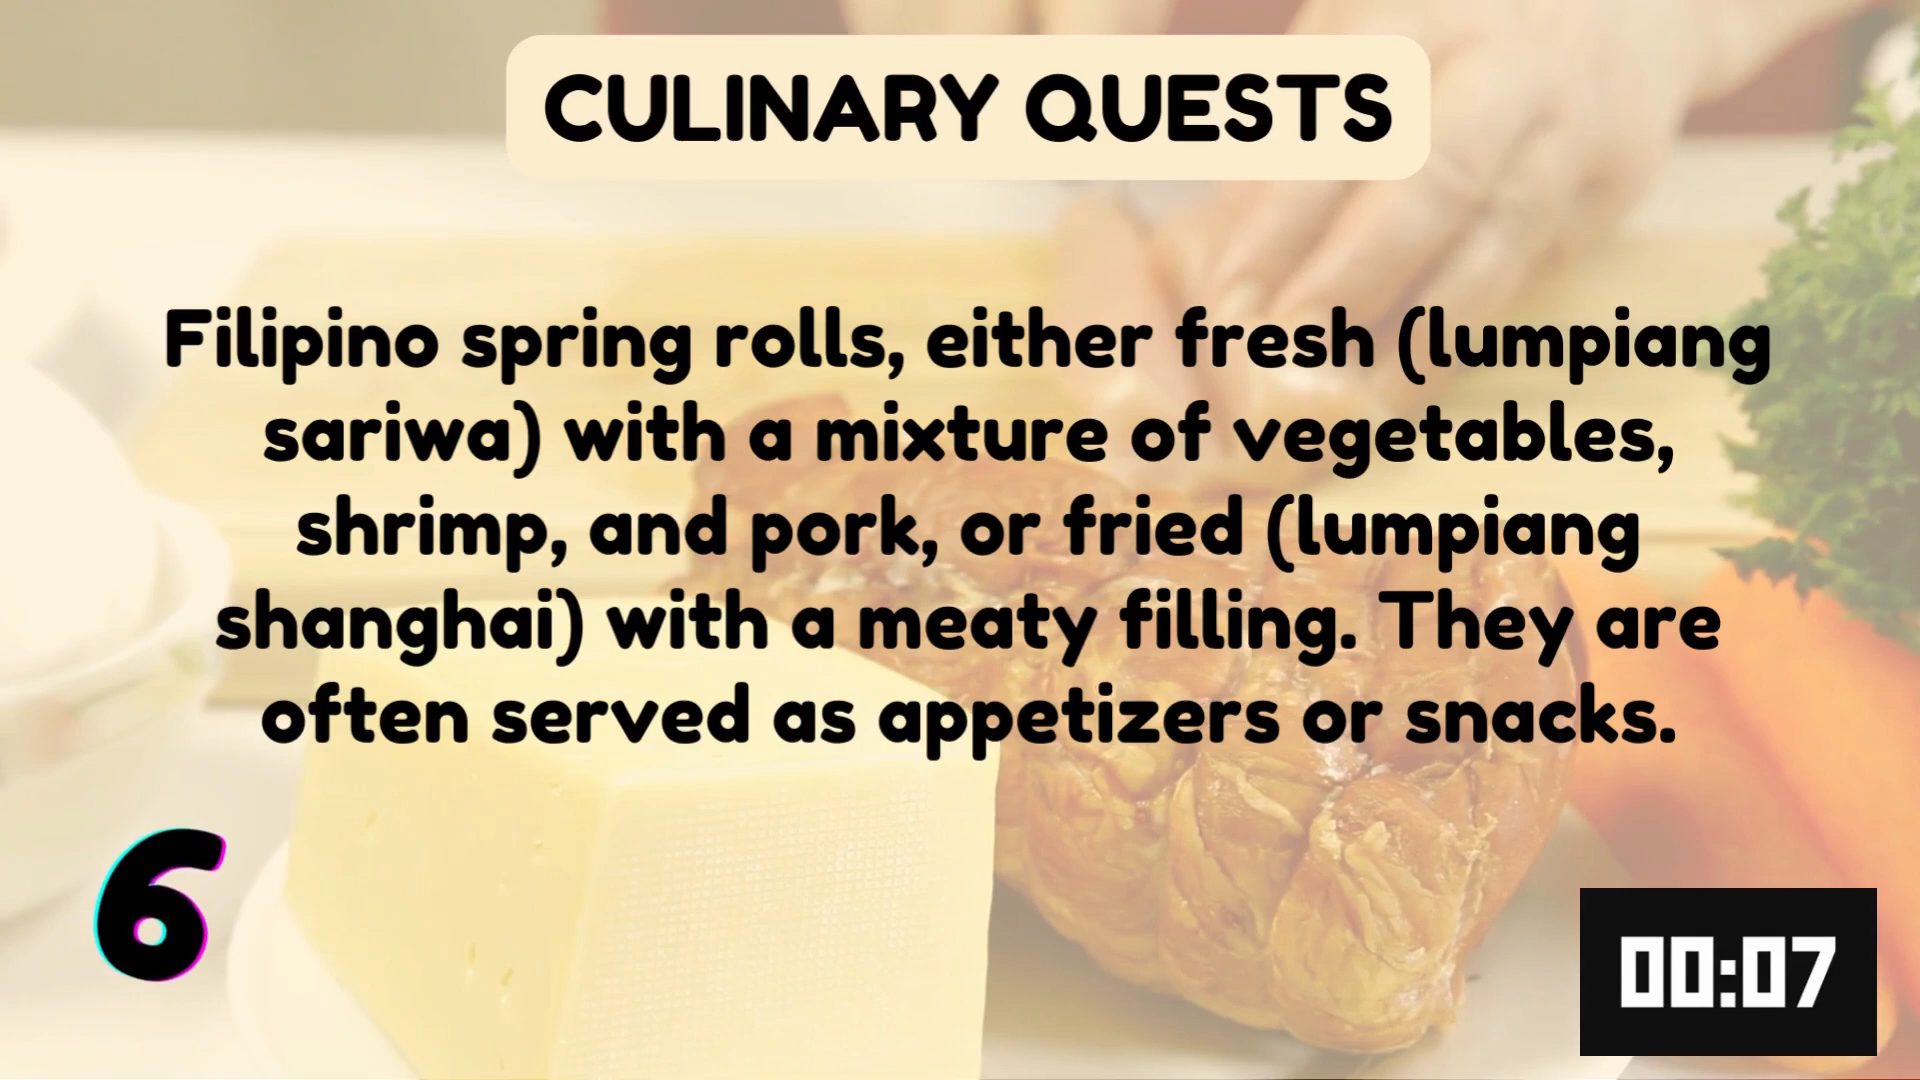 CULINARY QUESTS
Filipino spring rolls, either fresh (lumpiang
sariwa) with a mixture of vegetables,
shrimp, and pork, or fried (lumpiang
shanghai) with a meaty filling. They are
often served as appetizers or snacks.
6
00:07